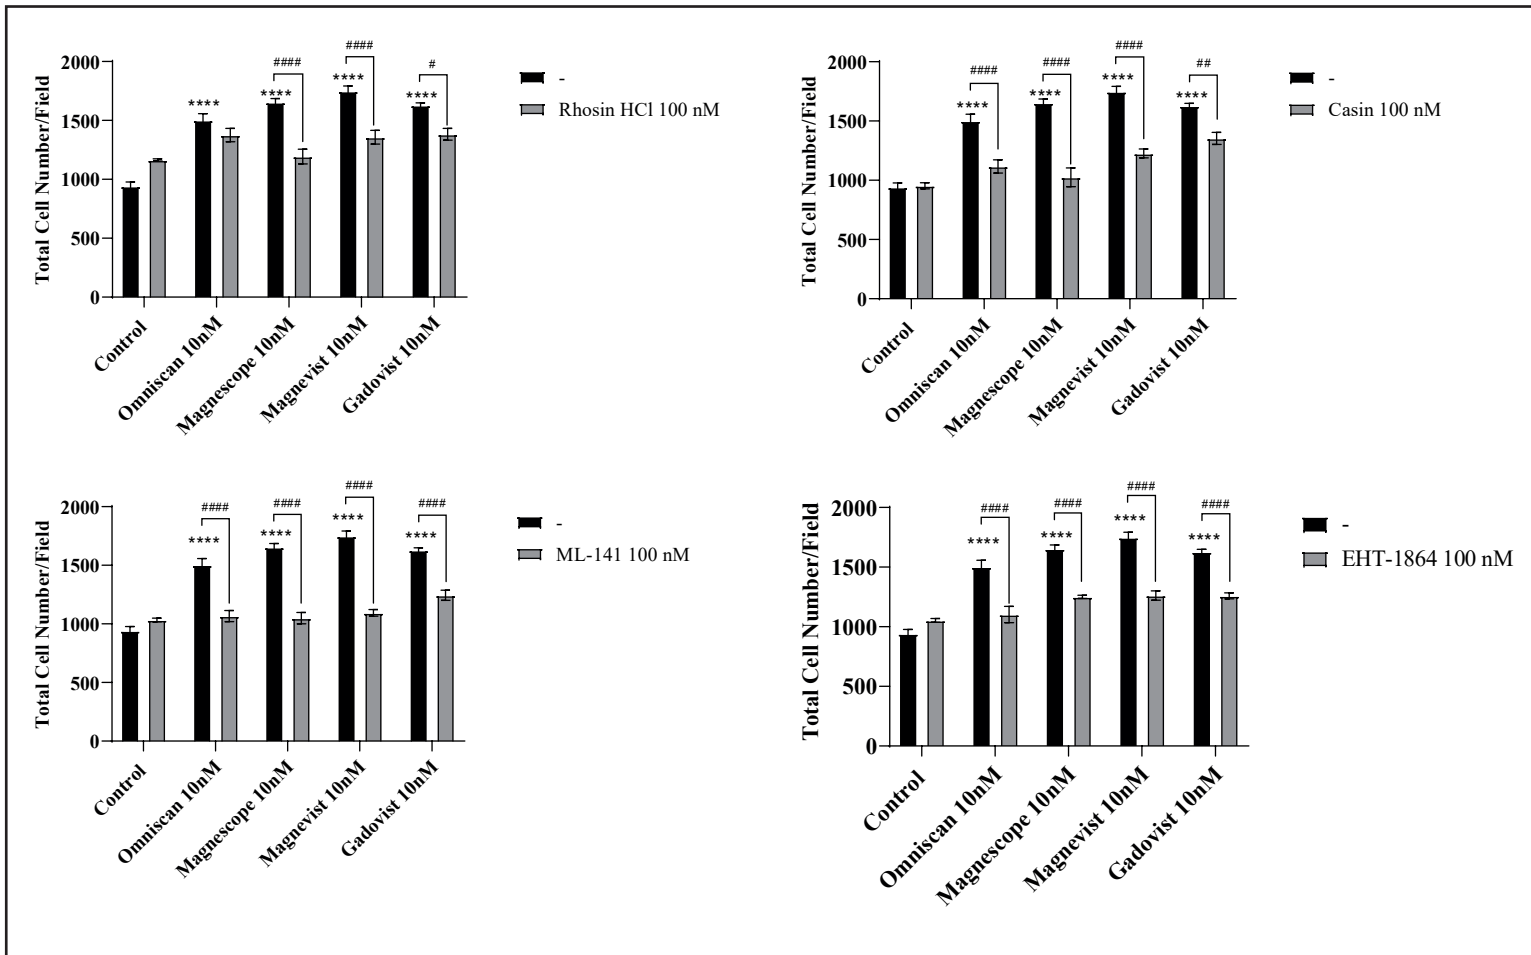 ####
####
#
2000
1500
1000
500
0
Total Cell Number/Field
****
****
****
****
-
Rhosin HCl 100 nM
Control
Omniscan 10nM
Magnescope 10nM
Magnevist 10nM
Gadovist 10nM
####
####
####
##
2000
1500
1000
500
0
Total Cell Number/Field
****
****
****
****
-
Casin 100 nM
Control
Omniscan 10nM
Magnescope 10nM
Magnevist 10nM
Gadovist 10nM
####
####
####
####
2000
1500
1000
500
0
Total Cell Number/Field
****
****
****
****
-
ML-141 100 nM
Control
Omniscan 10nM
Magnescope 10nM
Magnevist 10nM
Gadovist 10nM
####
####
####
####
2000
1500
1000
500
0
Total Cell Number/Field
****
****
****
****
-
EHT-1864 100 nM
Control
Omniscan 10nM
Magnescope 10nM
Magnevist 10nM
Gadovist 10nM